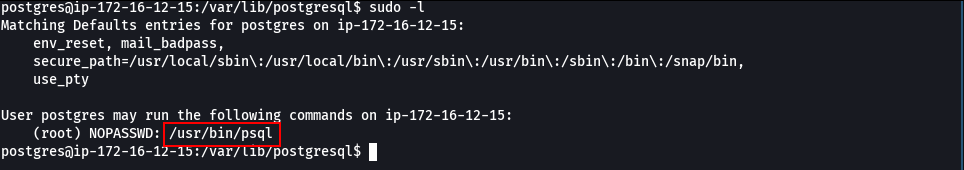 postgres@ip-172-16-12-15:/var/lib/postgresql$ sudo -l
Matching Defaults entries for postgres on ip-172-16-12-15:
    env_reset, mail_badpass,
    secure_path=/usr/local/sbin\:/usr/local/bin\:/usr/sbin\:/usr/bin\:/sbin\:/bin\:/snap/bin,
    use_pty

User postgres may run the following commands on ip-172-16-12-15:
    (root) NOPASSWD: /usr/bin/psql
postgres@ip-172-16-12-15:/var/lib/postgresql$